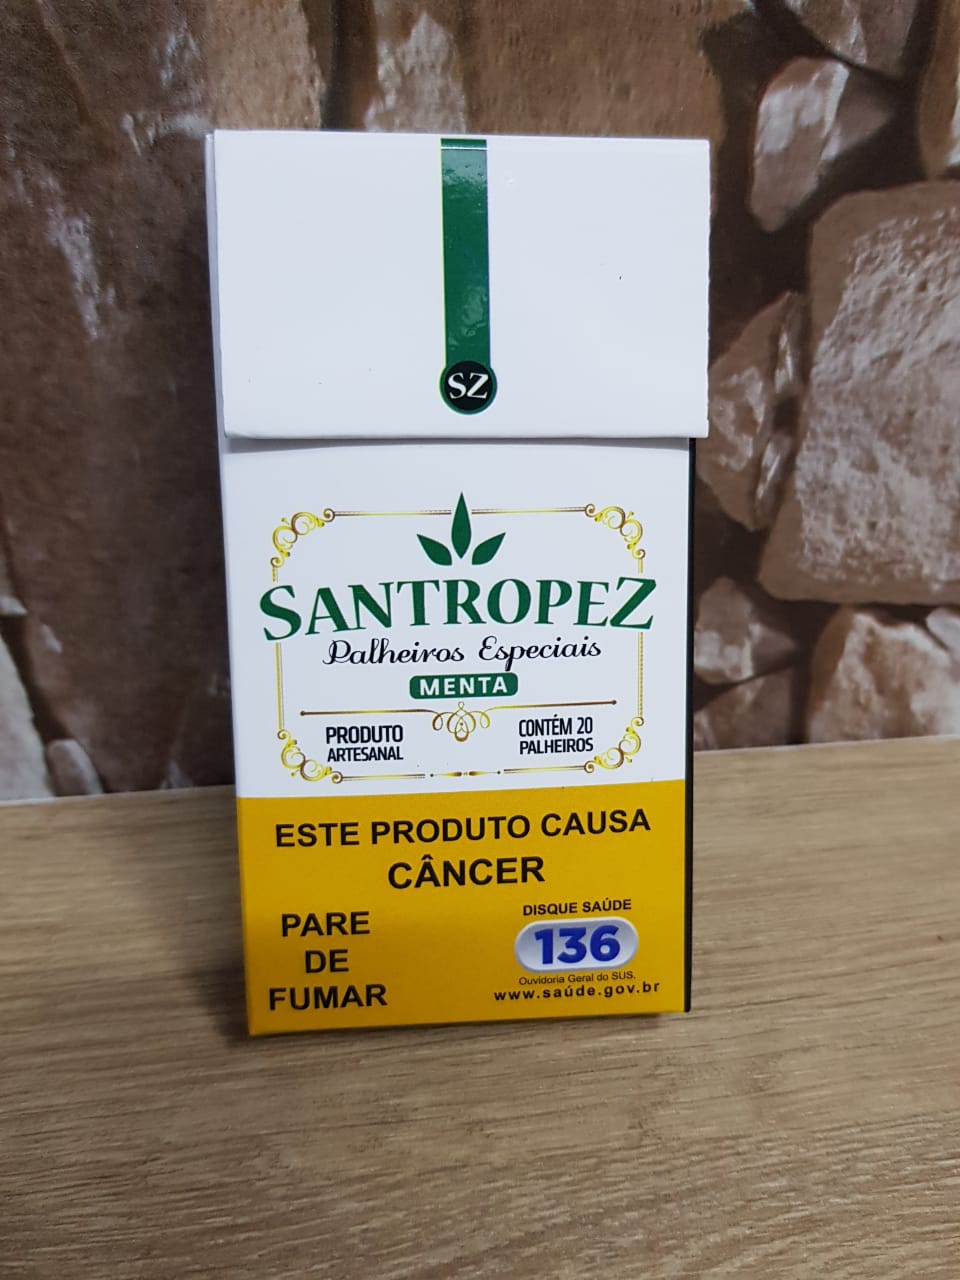 SZ
SANTROPEZ
Palheiros Especiais
MENTA
PRODUTO
ARTESANAL
CONTÉM 20
PALHEIROS
ESTE PRODUTO CAUSA
CÂNCER
PARE
DE
FUMAR
DISQUE SAÚDE
136
Ouvidoria Geral do SUS.
www.saúde.gov.br